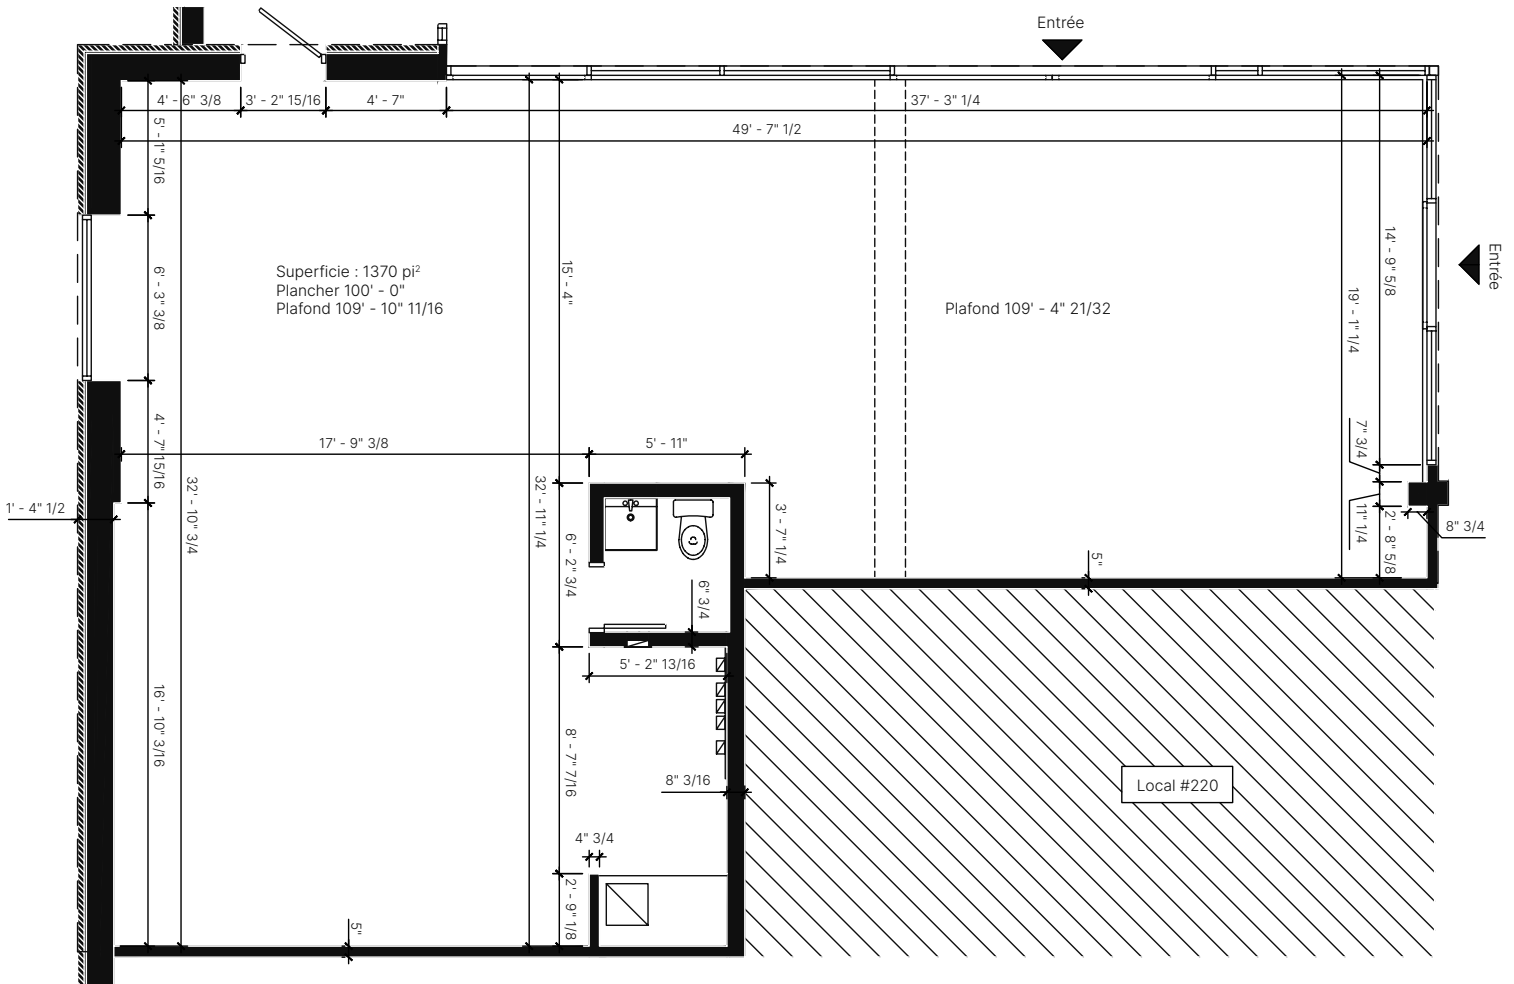 Entrée
4' - 6" 3/8
3' - 2" 15/16
4' - 7"
37' - 3" 1/4
49' - 7" 1/2
5' - 1" 5/16
6' - 3" 3/8
4' - 7" 15/16
16' - 10" 3/16
32' - 10" 3/4
1' - 4" 1/2
Superficie : 1370 pi²
Plancher 100' - 0"
Plafond 109' - 10" 11/16
15' - 4"
Plafond 109' - 4" 21/32
14' - 9" 5/8
19' - 1" 1/4
Entrée
17' - 9" 3/8
5' - 11"
7" 3/4
11" 1/4
2' - 8" 5/8
8" 3/4
32' - 11" 1/4
6' - 2" 3/4
3' - 7" 1/4
5"
6" 3/4
5' - 2" 13/16
8' - 7" 7/16
8" 3/16
Local #220
4" 3/4
2' - 9" 1/8
5"